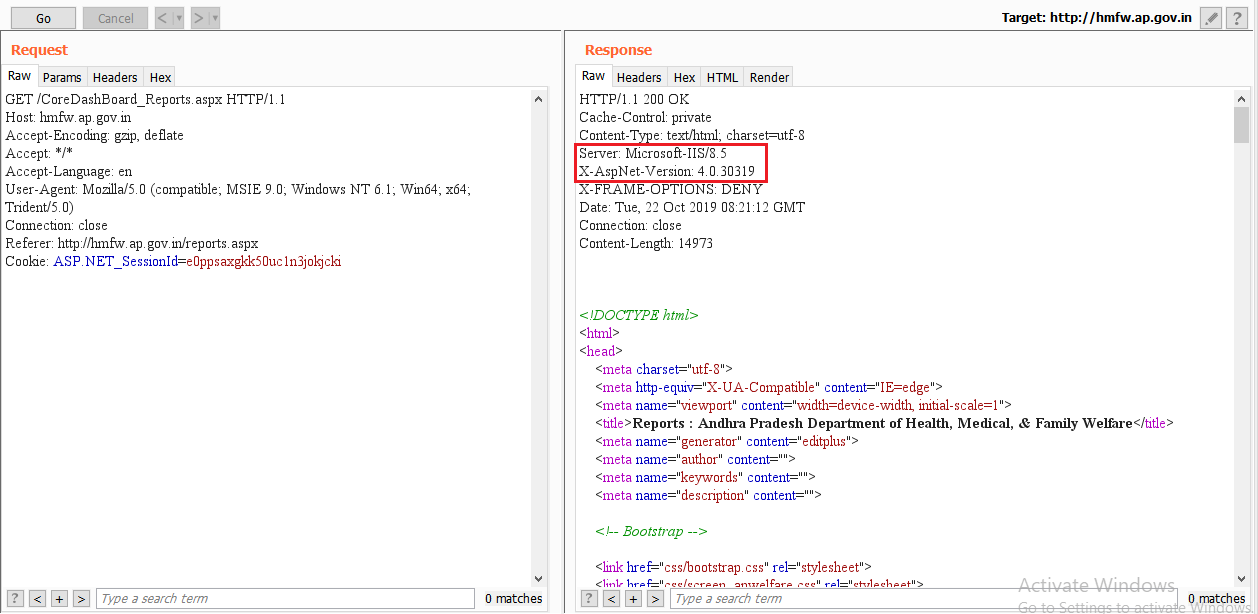 Go Cancel < > Target: http://hmfw.ap.gov.in ?
Request
Raw Params Headers Hex
GET /CoreDashBoard_Reports.aspx HTTP/1.1
Host: hmfw.ap.gov.in
Accept-Encoding: gzip, deflate
Accept: */*
Accept-Language: en
User-Agent: Mozilla/5.0 (compatible; MSIE 9.0; Windows NT 6.1; Win64; x64;
Trident/5.0)
Connection: close
Referer: http://hmfw.ap.gov.in/reports.aspx
Cookie: ASP.NET_SessionId=e0ppsaxgkk50uc1n3jokjcki
? < + > Type a search term 0 matches
Response
Raw Headers Hex HTML Render
HTTP/1.1 200 OK
Cache-Control: private
Content-Type: text/html; charset=utf-8
Server: Microsoft-IIS/8.5
X-AspNet-Version: 4.0.30319
X-FRAME-OPTIONS: DENY
Date: Tue, 22 Oct 2019 08:21:12 GMT
Connection: close
Content-Length: 14973
<!DOCTYPE html>
<html>
<head>
<meta charset="utf-8">
<meta http-equiv="X-UA-Compatible" content="IE=edge">
<meta name="viewport" content="width=device-width, initial-scale=1">
<title>Reports : Andhra Pradesh Department of Health, Medical, & Family Welfare</title>
<meta name="generator" content="editplus">
<meta name="author" content="">
<meta name="keywords" content="">
<meta name="description" content="">
<!-- Bootstrap -->
<link href="css/bootstrap.css" rel="stylesheet">
<link href="css/screen_apwelfare.css" rel="stylesheet">
? < + > Type a search term 0 matches
Activate Windows
Go to Settings to activate Windows.